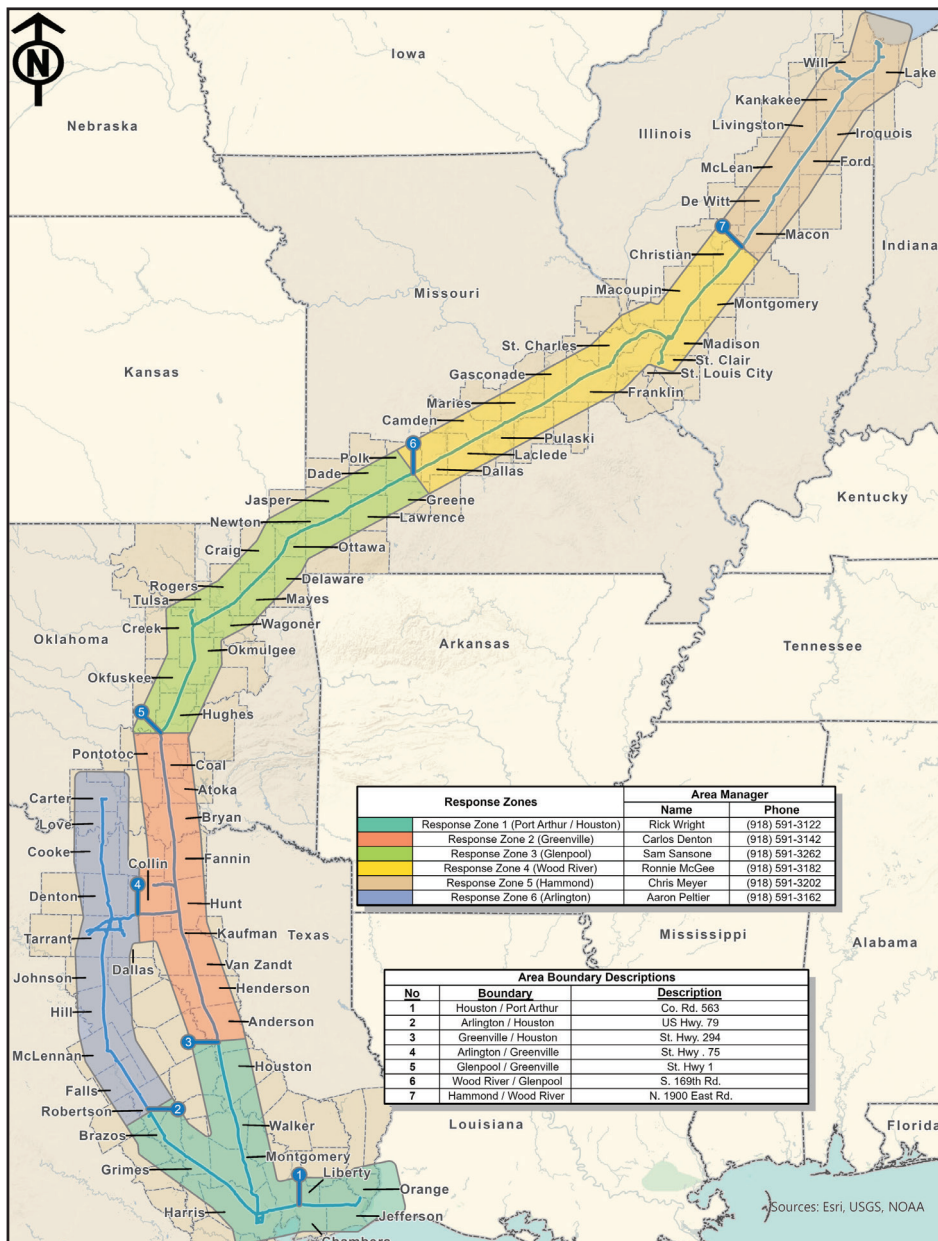 N
Iowa
Nebraska
Will
Lake
Kankakee
Livingston
Illinois
Iroquois
McLean
Ford
De Witt
7
Macon
Christian
Indiana
Missouri
Macoupin
Montgomery
St. Charles
Madison
St. Clair
Gasconade
St. Louis City
Kansas
Maries
Franklin
Camden
6
Pulaski
Polk
Laclede
Dade
Dallas
Kentucky
Jasper
Greene
Newton
Lawrence
Craig
Ottawa
Delaware
Rogers
Mayes
Tulsa
Creek
Wagoner
Oklahoma
Arkansas
Tennessee
Okmulgee
Okfuskee
5
Hughes
Pontotoc
Coal
Atoka
Carter
Bryan
Love
Cooke
Collin
Fannin
4
Denton
Hunt
Tarrant
Kaufman
Texas
Mississippi
Alabama
Dallas
Van Zandt
Johnson
Henderson
Hill
Anderson
3
McLennan
Houston
Falls
Robertson
2
Brazos
Walker
Louisiana
Florida
Grimes
Montgomery
1
Liberty
Orange
Harris
Jefferson
Chambers
Response Zones Area Manager
Name Phone
Response Zone 1 (Port Arthur / Houston) Rick Wright (918) 591-3122
Response Zone 2 (Greenville) Carlos Denton (918) 591-3142
Response Zone 3 (Glenpool) Sam Sansone (918) 591-3262
Response Zone 4 (Wood River) Ronnie McGee (918) 591-3182
Response Zone 5 (Hammond) Chris Meyer (918) 591-3202
Response Zone 6 (Arlington) Aaron Peltier (918) 591-3162
Area Boundary Descriptions
No Boundary Description
1 Houston / Port Arthur Co. Rd. 563
2 Arlington / Houston US Hwy. 79
3 Greenville / Houston St. Hwy. 294
4 Arlington / Greenville St. Hwy . 75
5 Glenpool / Greenville St. Hwy 1
6 Wood River / Glenpool S. 169th Rd.
7 Hammond / Wood River N. 1900 East Rd.
Sources: Esri, USGS, NOAA